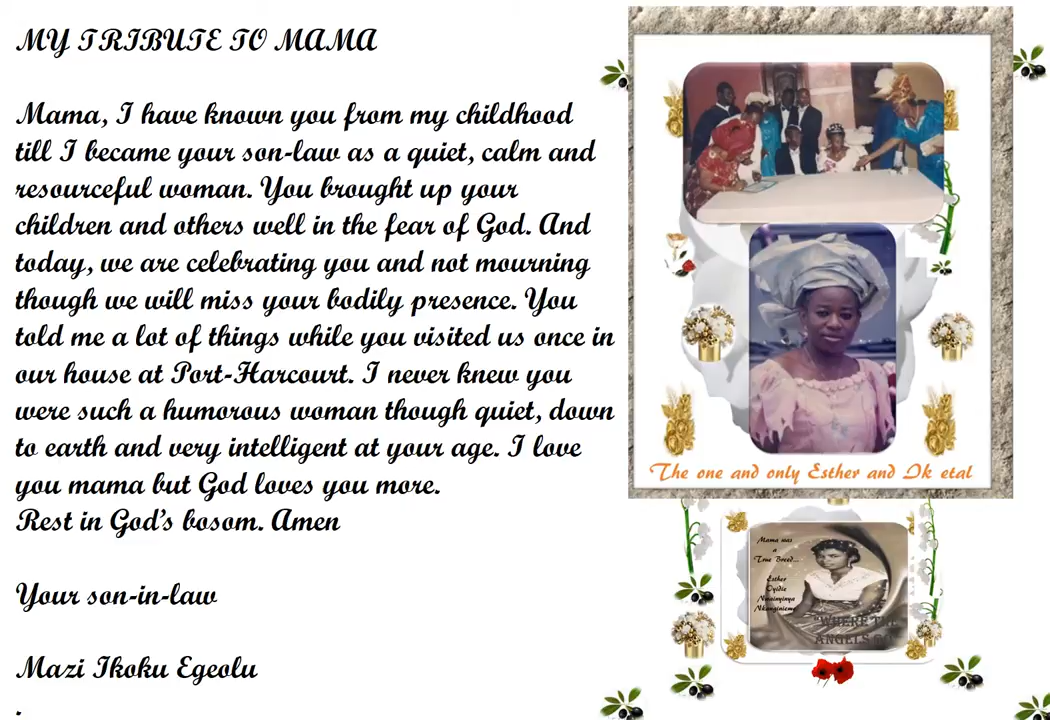 MY TRIBUTE TO MAMA
Mama, I have known you from my childhood
till I became your son-law as a quiet, calm and
resourceful woman. You brought up your
children and others well in the fear of God. And
today, we are celebrating you and not mourning
though we will miss your bodily presence. You
told me a lot of things while you visited us once in
our house at Port-Harcourt. I never knew you
were such a humorous woman though quiet, down
to earth and very intelligent at your age. I love
you mama but God loves you more.
Rest in God's bosom. Amen
Your son-in-law
Mazi Ikoku Egeolu
.
The one and only Esther and Ik etal
Mama was
a
True Breed...
Esther
Oyidie
"WHERE THE
ANGELS